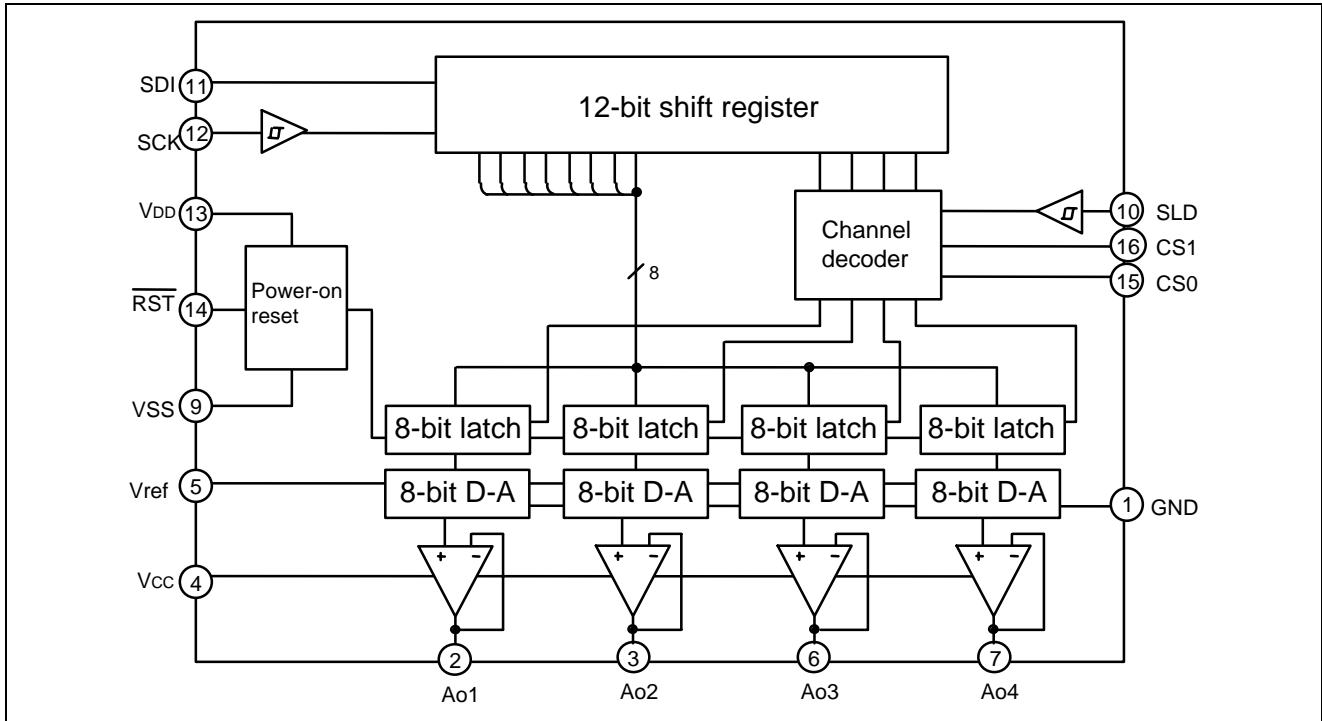 SDI
11
12-bit shift register
SCK
12
VDD
13
10
SLD
Channel
decoder
16
CS1
15
CS0
8
Power-on
reset
RST
14
VSS
9
8-bit latch
8-bit latch
8-bit latch
8-bit latch
Vref
5
8-bit D-A
8-bit D-A
8-bit D-A
8-bit D-A
1
GND
+ -
+ -
+ -
+ -
VCC
4
2
3
6
7
Ao1
Ao2
Ao3
Ao4